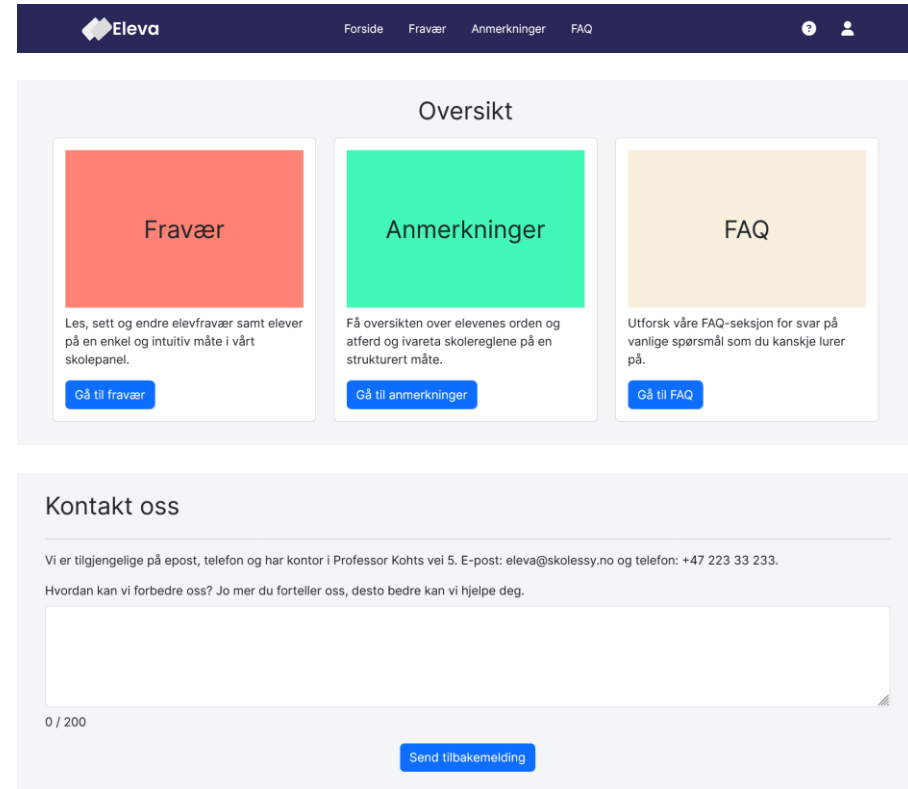 Eleva
Forside Fravær Anmerkninger FAQ
Oversikt
Fravær
Les, sett og endre elevfravær samt elever
på en enkel og intuitiv måte i vårt
skolepanel.
Gå til fravær
Anmerkninger
Få oversikten over elevenes orden og
atferd og ivareta skolereglene på en
strukturert måte.
Gå til anmerkninger
FAQ
Utforsk våre FAQ-seksjon for svar på
vanlige spørsmål som du kanskje lurer
på.
Gå til FAQ
Kontakt oss
Vi er tilgjengelige på epost, telefon og har kontor i Professor Kohts vei 5. E-post: eleva@skolessy.no og telefon: +47 223 33 233.
Hvordan kan vi forbedre oss? Jo mer du forteller oss, desto bedre kan vi hjelpe deg.
0 / 200
Send tilbakemelding